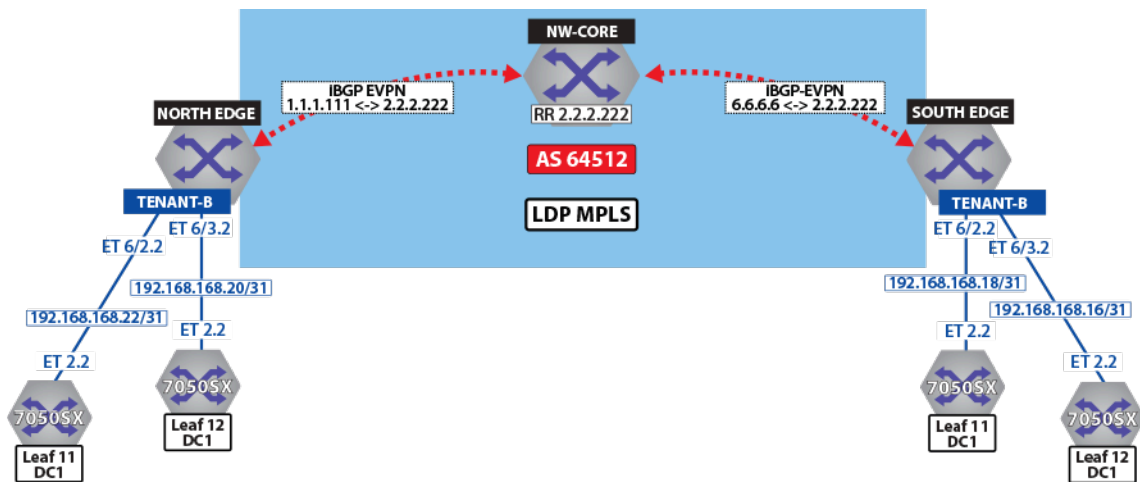 NW-CORE
iBGP EVPN
1.1.1.111 <-> 2.2.2.222
iBGP-EVPN
6.6.6.6 <-> 2.2.2.222
RR 2.2.2.222
NORTH EDGE
SOUTH EDGE
AS 64512
LDP MPLS
TENANT-B
TENANT-B
ET 6/3.2
ET 6/2.2
ET 6/2.2
ET 6/3.2
192.168.168.20/31
192.168.168.18/31
192.168.168.22/31
192.168.168.16/31
ET 2.2
ET 2.2
ET 2.2
ET 2.2
7050SX
7050SX
7050SX
7050SX
Leaf 12
DC1
Leaf 11
DC1
Leaf 11
DC1
Leaf 12
DC1